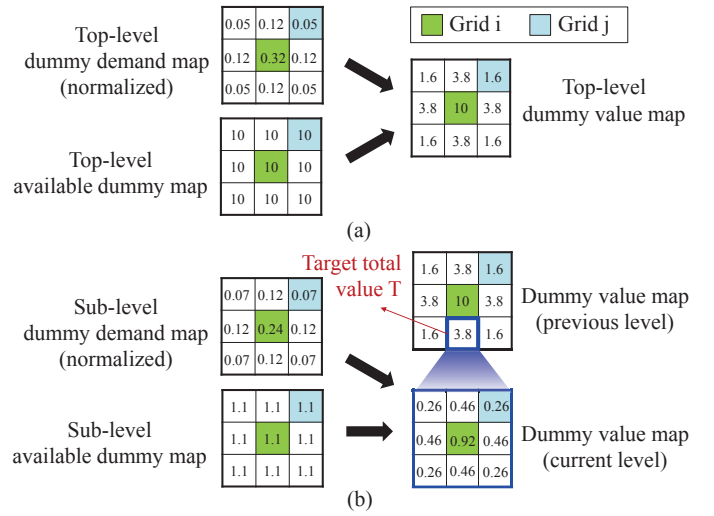 0.05 0.12 0.05
Top-level
dummy demand map
(normalized)
0.12 0.32 0.12
0.05 0.12 0.05
Grid i Grid j
1.6 3.8 1.6
3.8 10 3.8
1.6 3.8 1.6
Top-level
dummy value map
Top-level
available dummy map
10 10 10
10 10 10
10 10 10
(a)
Target total
value T
Sub-level
dummy demand map
(normalized)
0.07 0.12 0.07
0.12 0.24 0.12
0.07 0.12 0.07
1.6 3.8 1.6
3.8 10 3.8
1.6 3.8 1.6
Dummy value map
(previous level)
Sub-level
available dummy map
1.1 1.1 1.1
1.1 1.1 1.1
1.1 1.1 1.1
0.26 0.46 0.26
0.46 0.92 0.46
0.26 0.46 0.26
Dummy value map
(current level)
(b)